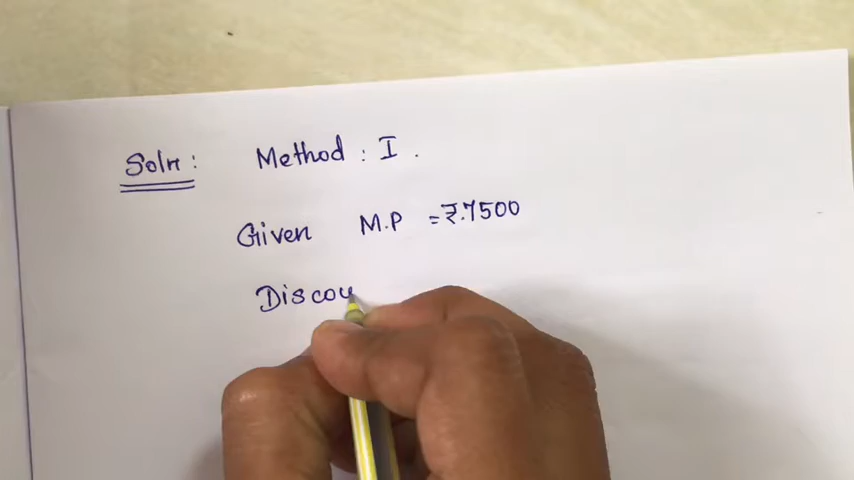 Soln: Method : I .
Given M.P = ₹.7500
Discou